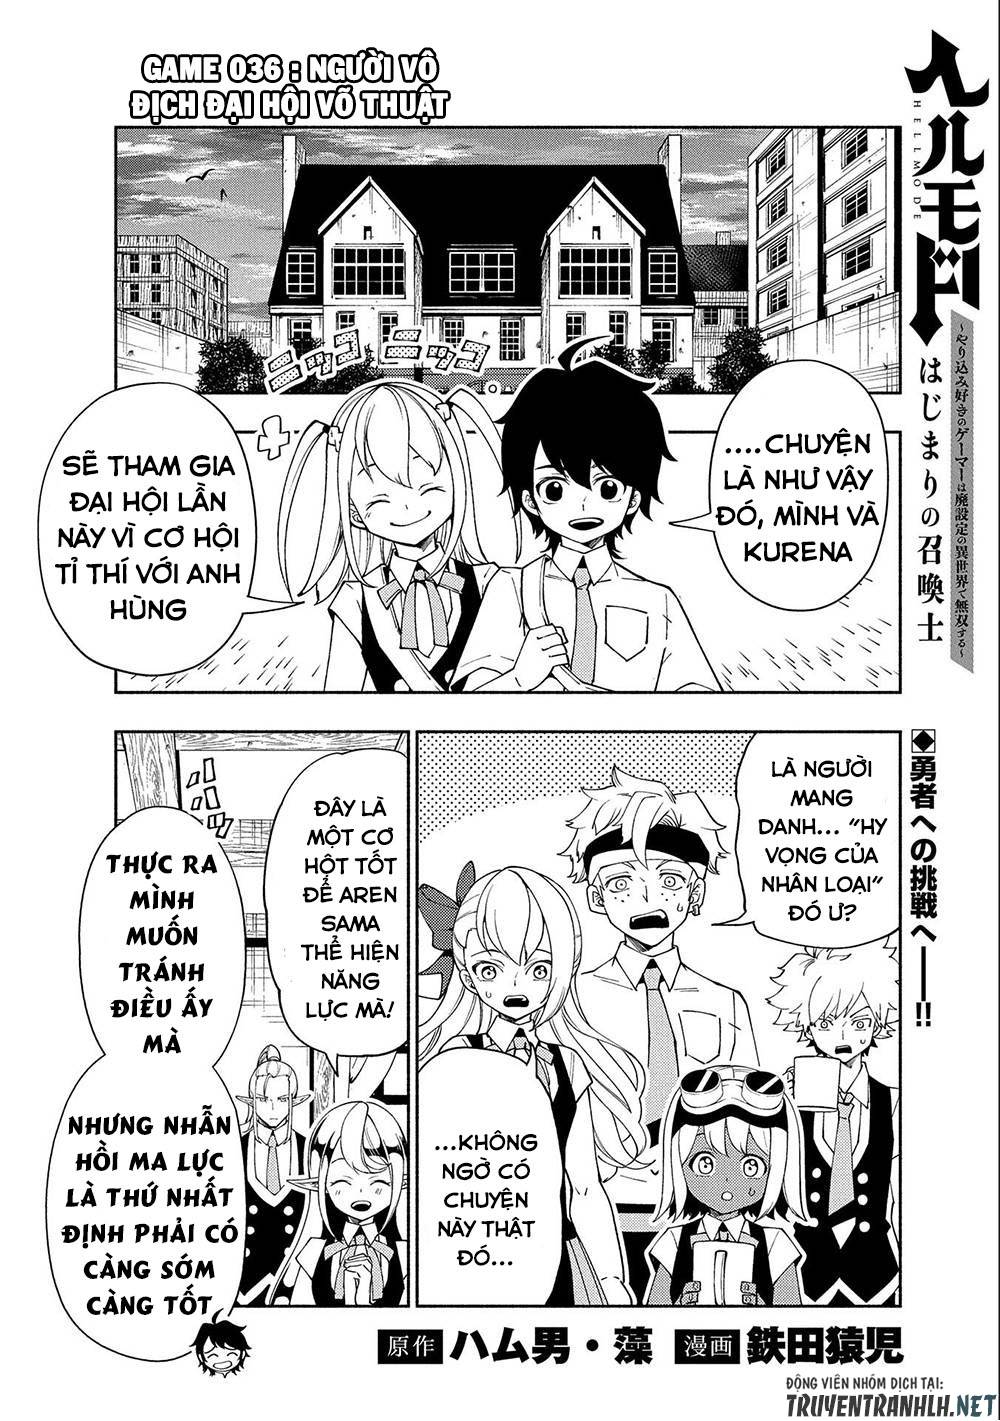 GAME 036 : NGƯỜI VÔ
ĐỊCH ĐẠI HỘI VÕ THUẬT
ヘルモード
HELL MODE
～やり込み好きのゲーマーは廃設定の異世界で無双する～
はじまりの召喚士
ニッコ
ニッコ
....CHUYỆN
LÀ NHƯ VẬY
ĐÓ, MÌNH VÀ
KURENA
SẼ THAM GIA
ĐẠI HỘI LẦN
NÀY VÌ CƠ HỘI
TỈ THÍ VỚI ANH
HÙNG
◆勇者への挑戦へ――!!
LÀ NGƯỜI
MANG
DANH... “HY
VỌNG CỦA
NHÂN LOẠI”
ĐÓ Ư?
...KHÔNG
NGỜ CÓ
CHUYỆN
NÀY THẬT
ĐÓ...
ĐÂY LÀ
MỘT CƠ
HỘT TỐT
ĐỂ AREN
SAMA
THỂ HIỆN
NĂNG
LỰC MÀ!
THỰC RA
MÌNH
MUỐN
TRÁNH
ĐIỀU ẤY
MÀ
NHƯNG NHẪN
HỒI MA LỰC
LÀ THỨ NHẤT
ĐỊNH PHẢI CÓ
CÀNG SỚM
CÀNG TỐT
原作 ハム男・藻 漫画 鉄田猿児
ĐỘNG VIÊN NHÓM DỊCH TẠI:
TRUYENTRANHLH.NET